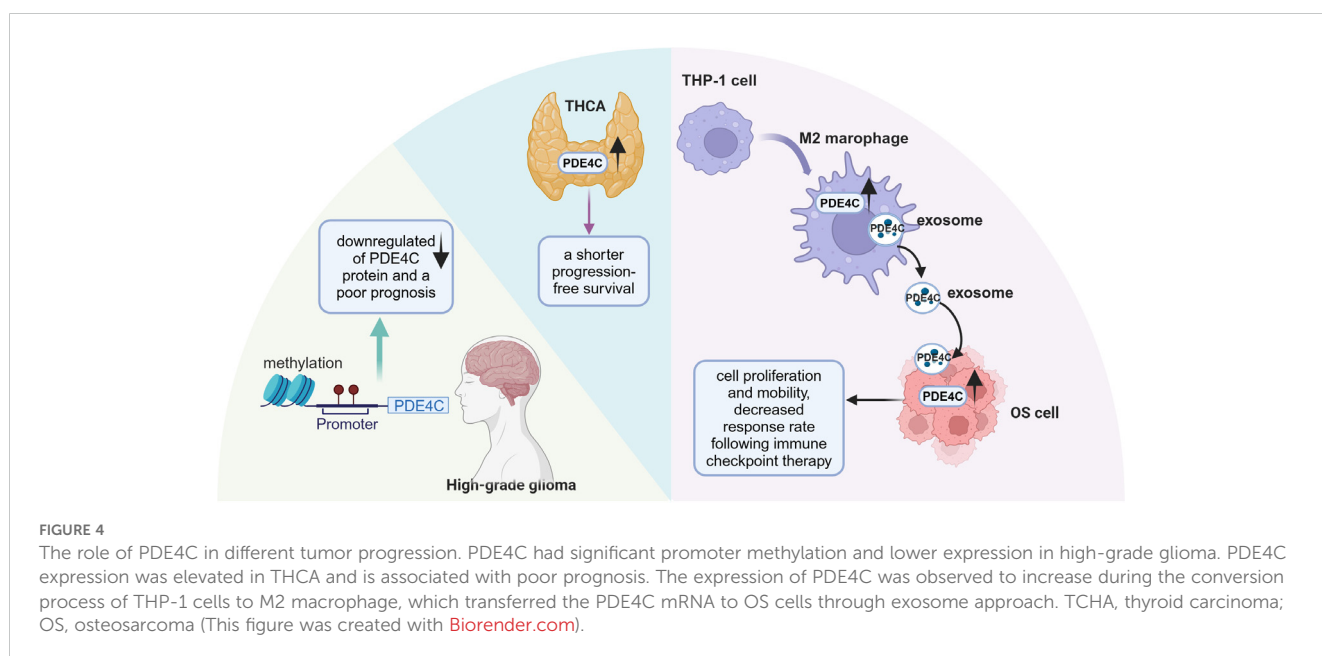 THCA
PDE4C
a shorter
progression-
free survival
downregulated
of PDE4C
protein and a
poor prognosis
methylation
PDE4C
Promoter
High-grade glioma
THP-1 cell
M2 marophage
PDE4C
PDE4C
exosome
PDE4C
exosome
PDE4C
PDE4C
OS cell
cell proliferation
and mobility,
decreased
response rate
following immune
checkpoint therapy
FIGURE 4
The role of PDE4C in different tumor progression. PDE4C had significant promoter methylation and lower expression in high-grade glioma. PDE4C
expression was elevated in THCA and is associated with poor prognosis. The expression of PDE4C was observed to increase during the conversion
process of THP-1 cells to M2 macrophage, which transferred the PDE4C mRNA to OS cells through exosome approach. TCHA, thyroid carcinoma;
OS, osteosarcoma (This figure was created with Biorender.com).